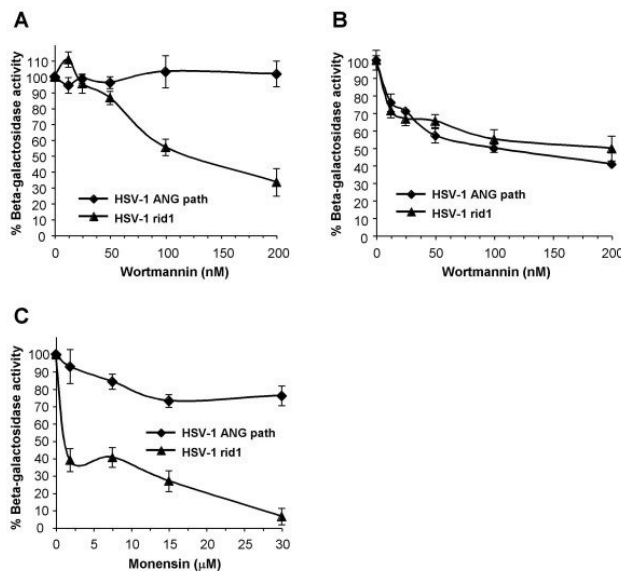 A
% Beta-galactosidase activity
110
100
90
80
70
60
50
40
30
20
10
0
HSV-1 ANG path
HSV-1 rid1
0 50 100 150 200
Wortmannin (nM)
B
% Beta-galactosidase activity
100
90
80
70
60
50
40
30
20
10
0
HSV-1 ANG path
HSV-1 rid1
0 50 100 150 200
Wortmannin (nM)
C
% Beta-galactosidase activity
100
90
80
70
60
50
40
30
20
10
0
HSV-1 ANG path
HSV-1 rid1
0 5 10 15 20 25 30
Monensin (µM)